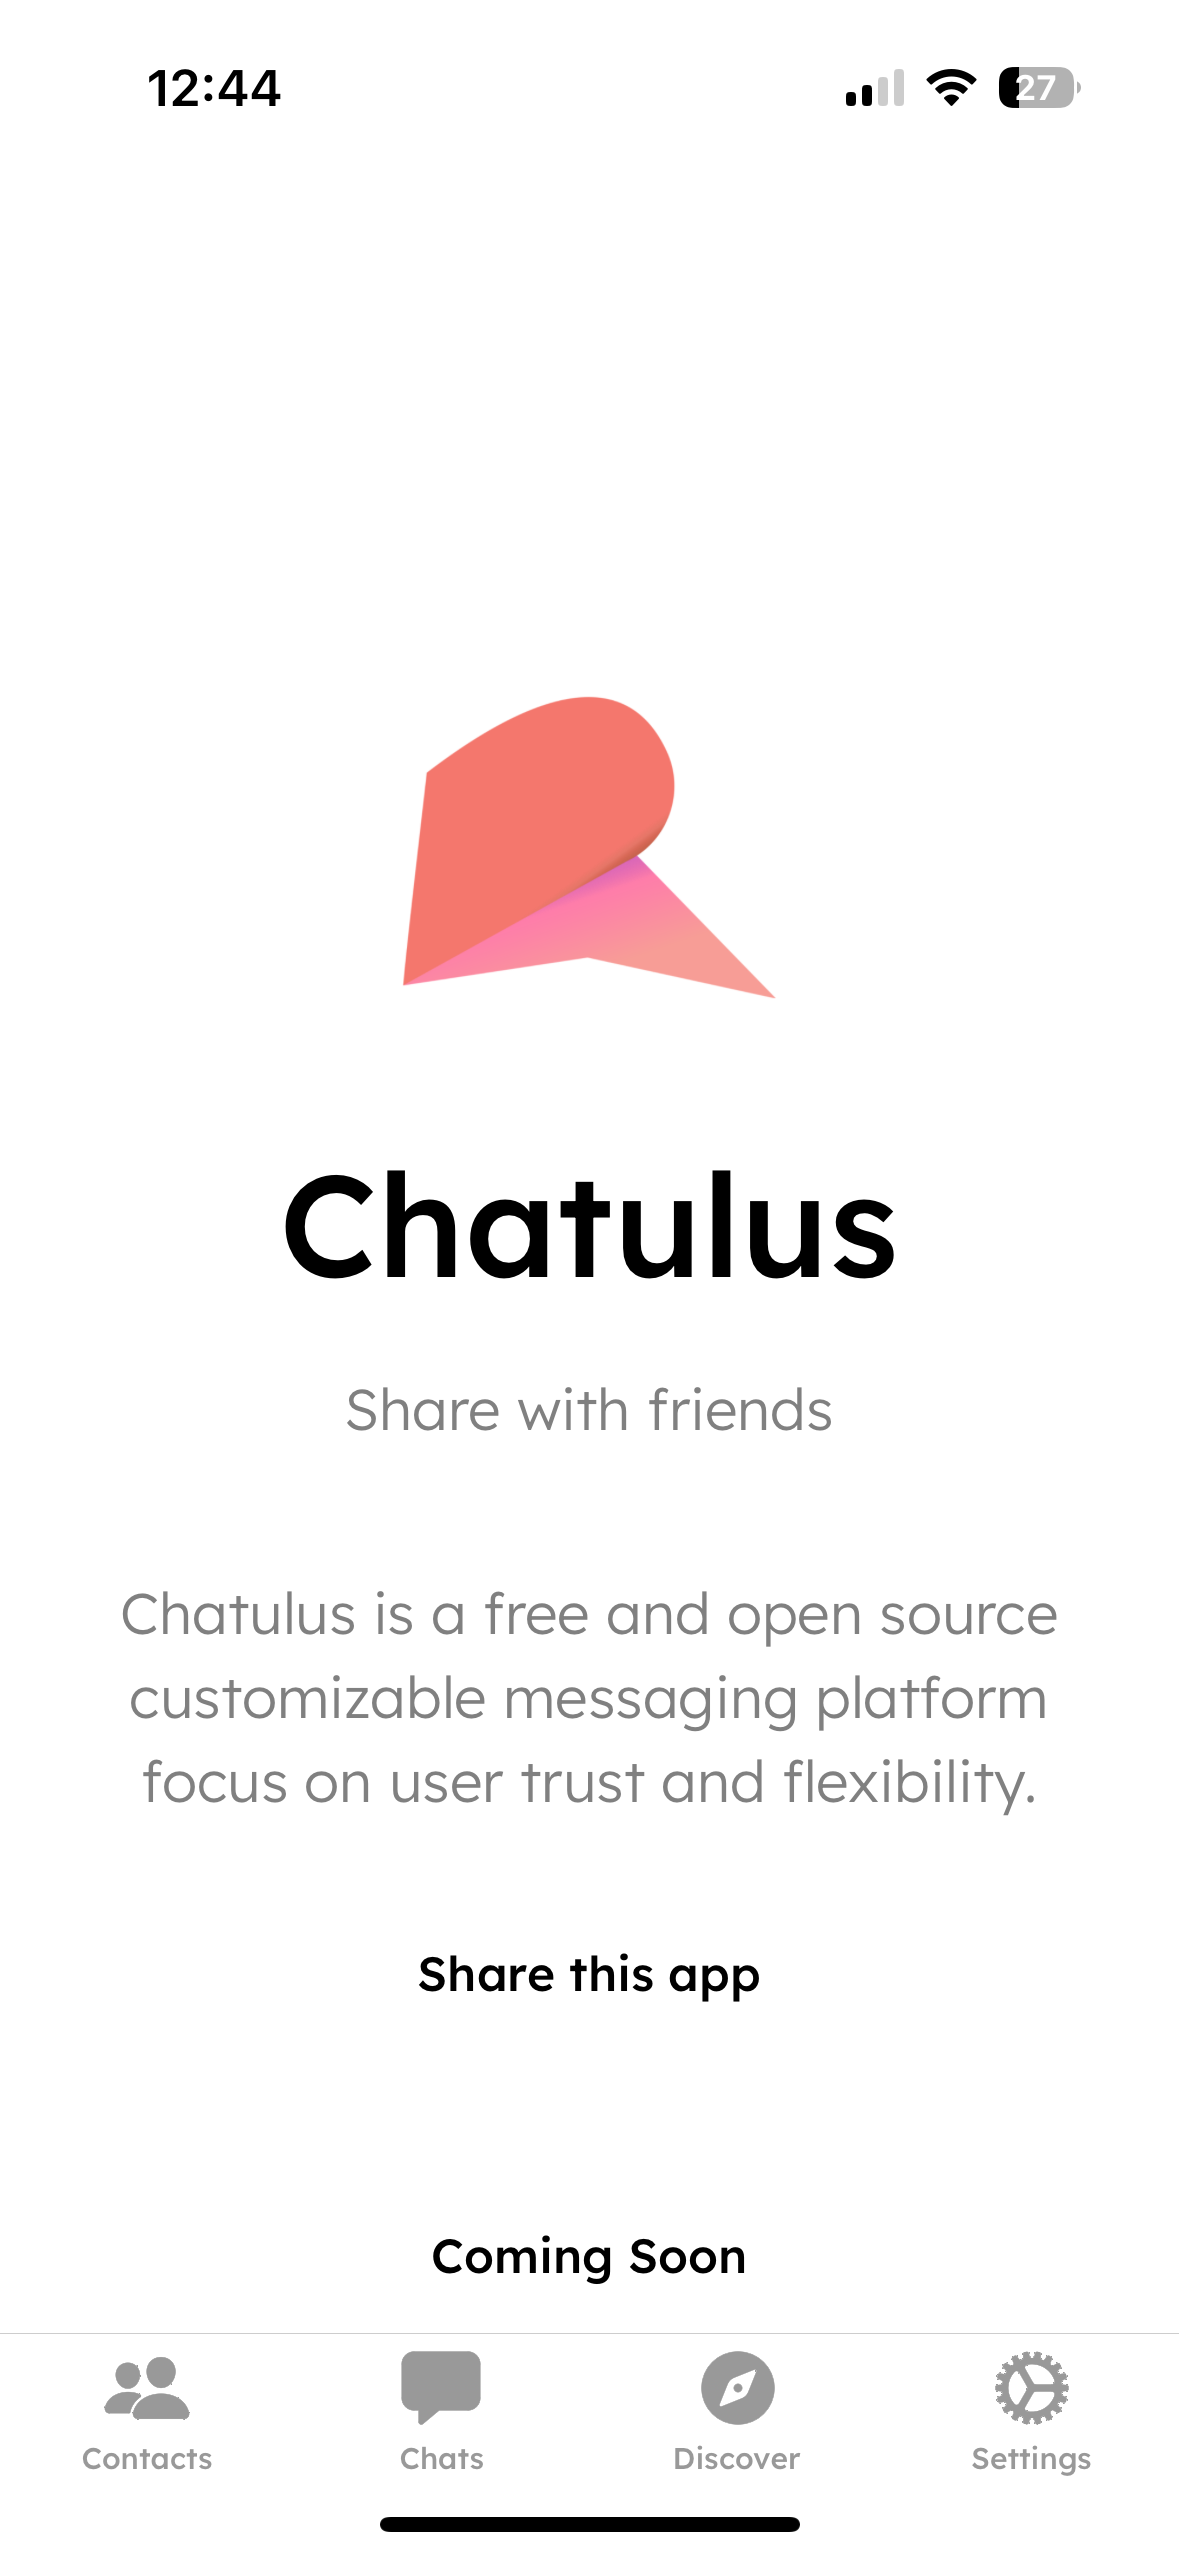 12:44
27
Chatulus
Share with friends
Chatulus is a free and open source
customizable messaging platform
focus on user trust and flexibility.
Share this app
Coming Soon
Contacts
Chats
Discover
Settings